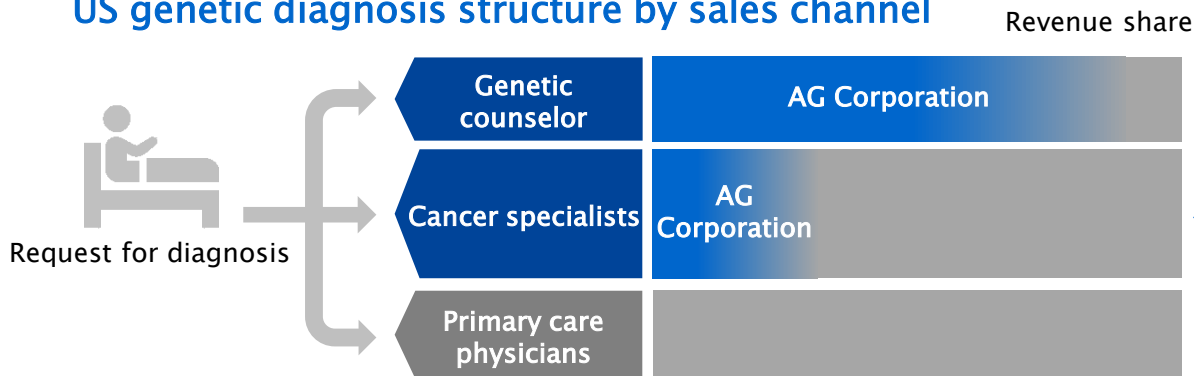 US genetic diagnosis structure by sales channel
Revenue share
Genetic
counselor
AG Corporation
Cancer specialists
AG
Corporation
Request for diagnosis
Primary care
physicians